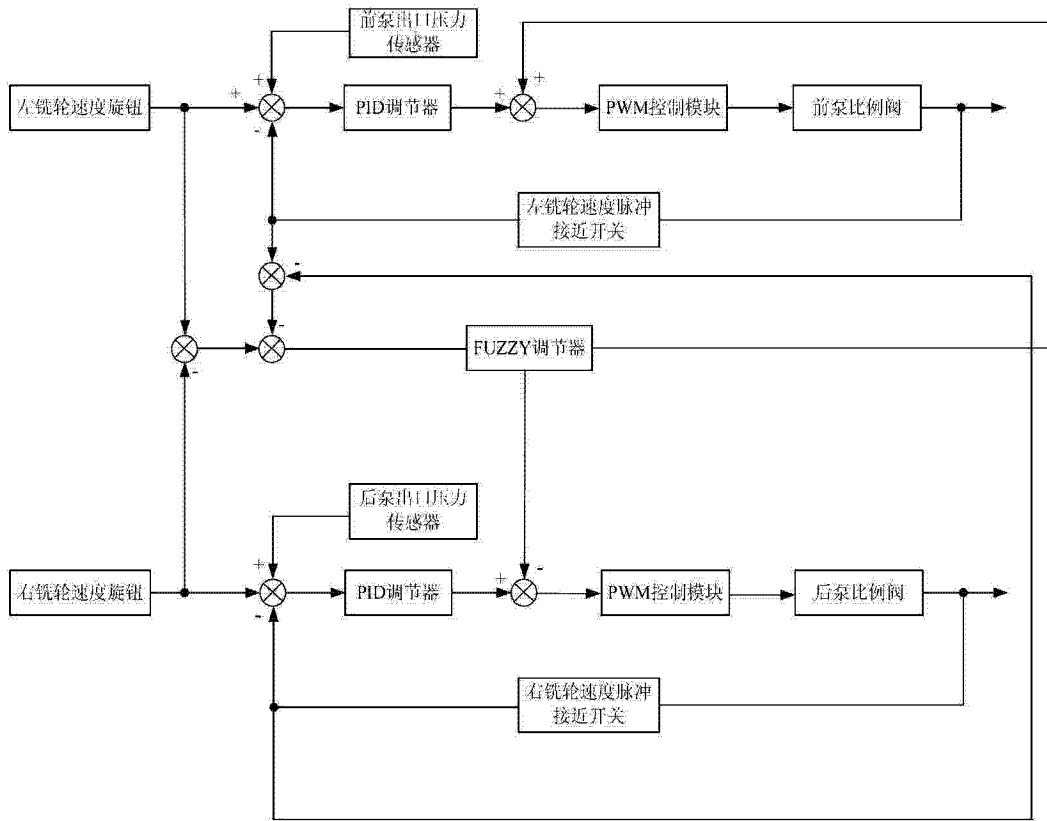 前泵出口压力
传感器
左铣轮速度旋钮
PID调节器
PWM控制模块
前泵比例阀
左铣轮速度脉冲
接近开关
FUZZY调节器
后泵出口压力
传感器
右铣轮速度旋钮
PID调节器
PWM控制模块
后泵比例阀
右铣轮速度脉冲
接近开关